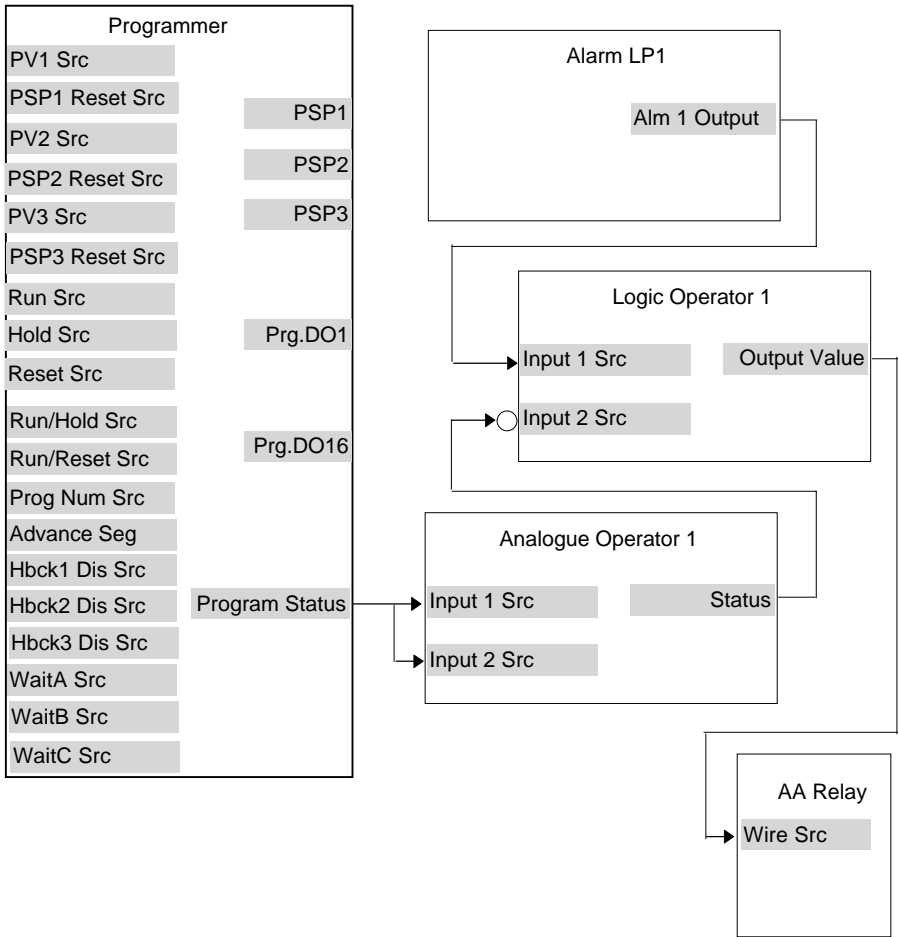 Programmer
PV1 Src
PSP1 Reset Src
PSP1
PV2 Src
PSP2 Reset Src
PSP2
PV3 Src
PSP3
PSP3 Reset Src
Run Src
Hold Src
Prg.DO1
Reset Src
Run/Hold Src
Run/Reset Src
Prg.DO16
Prog Num Src
Advance Seg
Hbck1 Dis Src
Hbck2 Dis Src
Program Status
Hbck3 Dis Src
WaitA Src
WaitB Src
WaitC Src
Alarm LP1
Alm 1 Output
Logic Operator 1
Input 1 Src
Output Value
Input 2 Src
Analogue Operator 1
Input 1 Src
Status
Input 2 Src
AA Relay
Wire Src